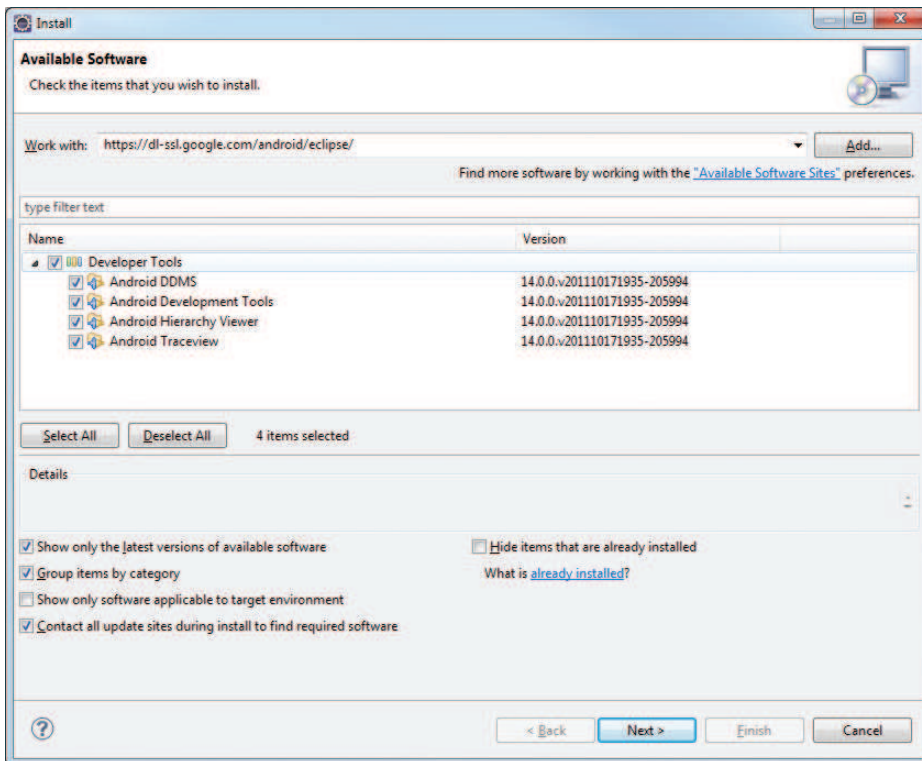 Install
Available Software
Check the items that you wish to install.
Work with: https://dl-ssl.google.com/android/eclipse/ Add...
Find more software by working with the "Available Software Sites" preferences.
type filter text
Name Version
Developer Tools
Android DDMS 14.0.0.v201110171935-205994
Android Development Tools 14.0.0.v201110171935-205994
Android Hierarchy Viewer 14.0.0.v201110171935-205994
Android Traceview 14.0.0.v201110171935-205994
Select All Deselect All 4 items selected
Details
Show only the latest versions of available software Hide items that are already installed
Group items by category What is already installed?
Show only software applicable to target environment
Contact all update sites during install to find required software
? < Back Next > Finish Cancel